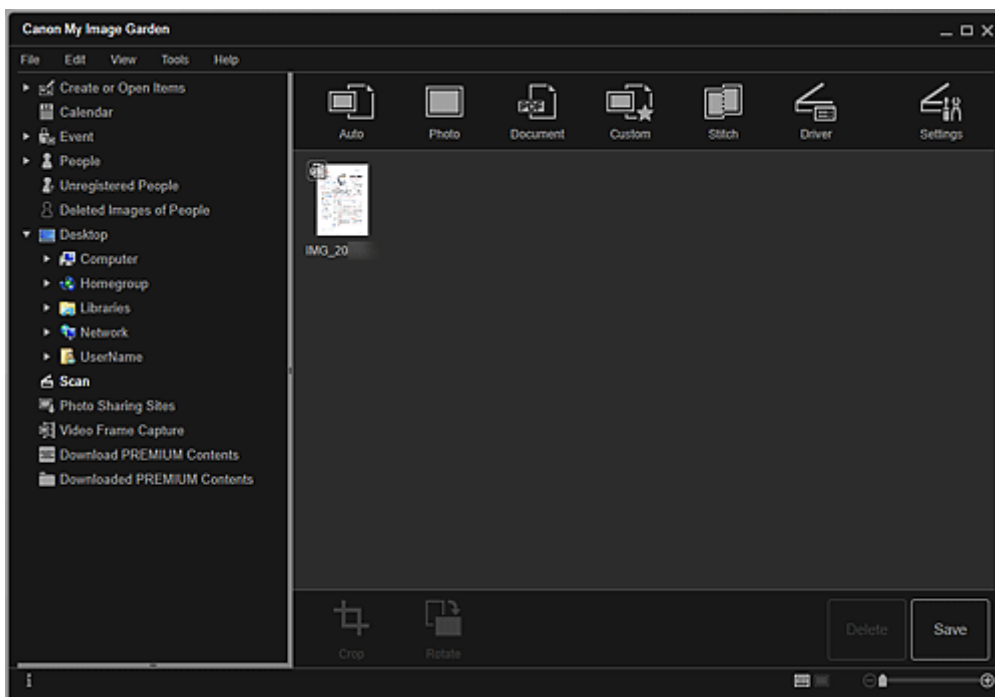 Canon My Image Garden
File Edit View Tools Help
Create or Open Items
Calendar
Event
People
Unregistered People
Deleted Images of People
Desktop
Computer
Homegroup
Libraries
Network
UserName
Scan
Photo Sharing Sites
Video Frame Capture
Download PREMIUM Contents
Downloaded PREMIUM Contents
Auto Photo Document Custom Stitch Driver Settings
PDF
IMG_20
Crop Rotate Delete Save